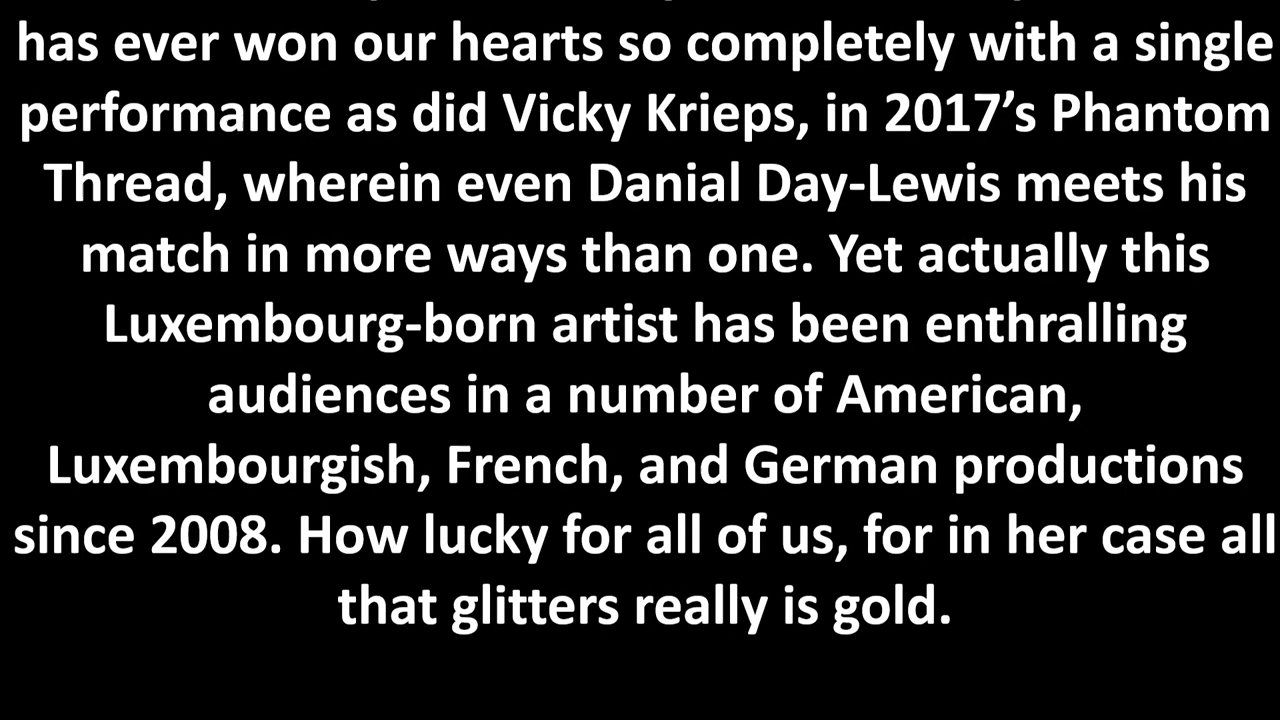 has ever won our hearts so completely with a single
performance as did Vicky Krieps, in 2017’s Phantom
Thread, wherein even Danial Day-Lewis meets his
match in more ways than one. Yet actually this
Luxembourg-born artist has been enthralling
audiences in a number of American,
Luxembourgish, French, and German productions
since 2008. How lucky for all of us, for in her case all
that glitters really is gold.